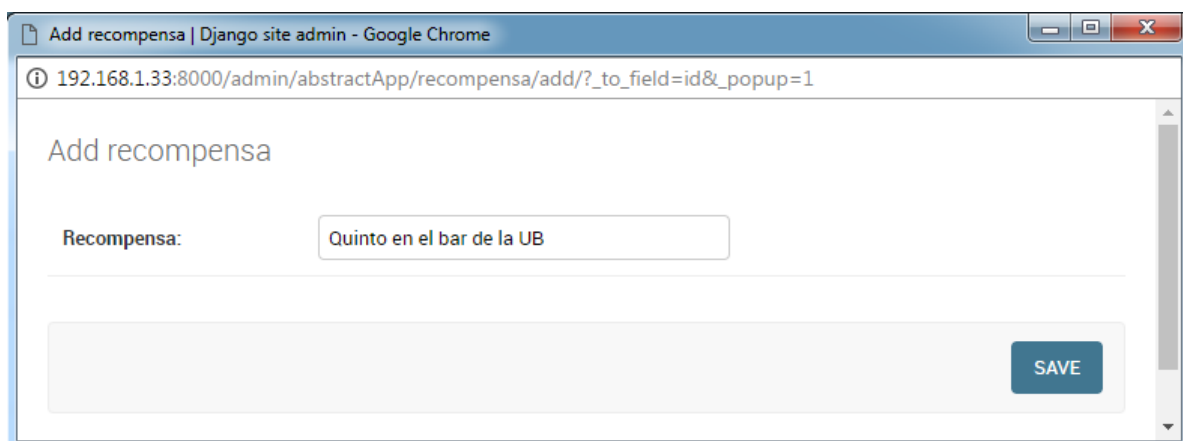 Add recompensa | Django site admin - Google Chrome
192.168.1.33:8000/admin/abstractApp/recompensa/add/?_to_field=id&_popup=1
Add recompensa
Recompensa: Quinto en el bar de la UB
SAVE